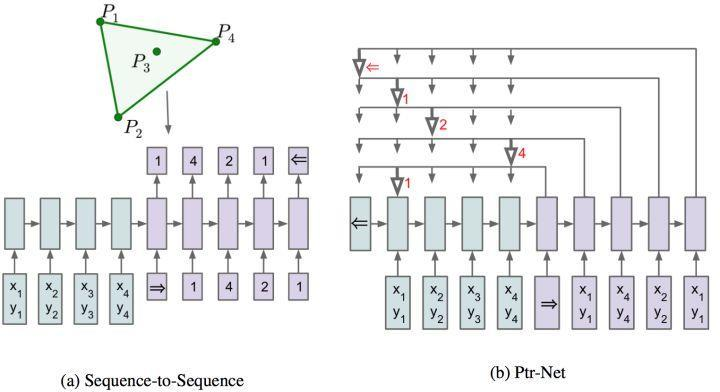 P₁
P₄
P₃
P₂
1 4 2 1 ⇐
x₁ x₂ x₃ x₄
y₁ y₂ y₃ y₄
⇒ 1 4 2 1
(a) Sequence-to-Sequence
⇐
1
2
4
1
⇐
x₁ x₂ x₃ x₄ ⇒ x₁ x₄ x₂ x₁
y₁ y₂ y₃ y₄ y₁ y₄ y₂ y₁
(b) Ptr-Net